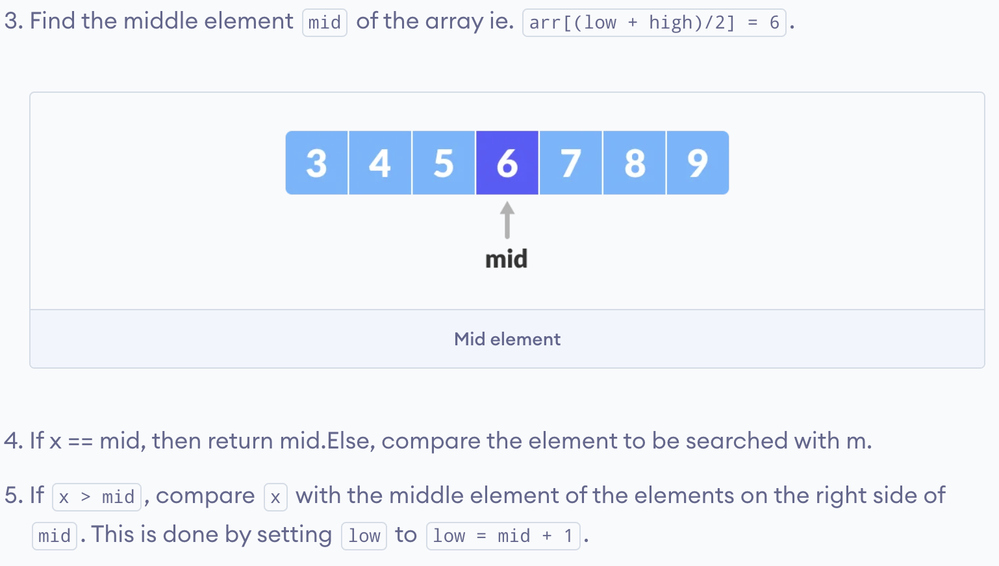 3. Find the middle element mid of the array ie. arr[(low + high)/2] = 6 .
3 4 5 6 7 8 9
mid
Mid element
4. If x == mid, then return mid.Else, compare the element to be searched with m.
5. If x > mid , compare x with the middle element of the elements on the right side of
mid . This is done by setting low to low = mid + 1 .